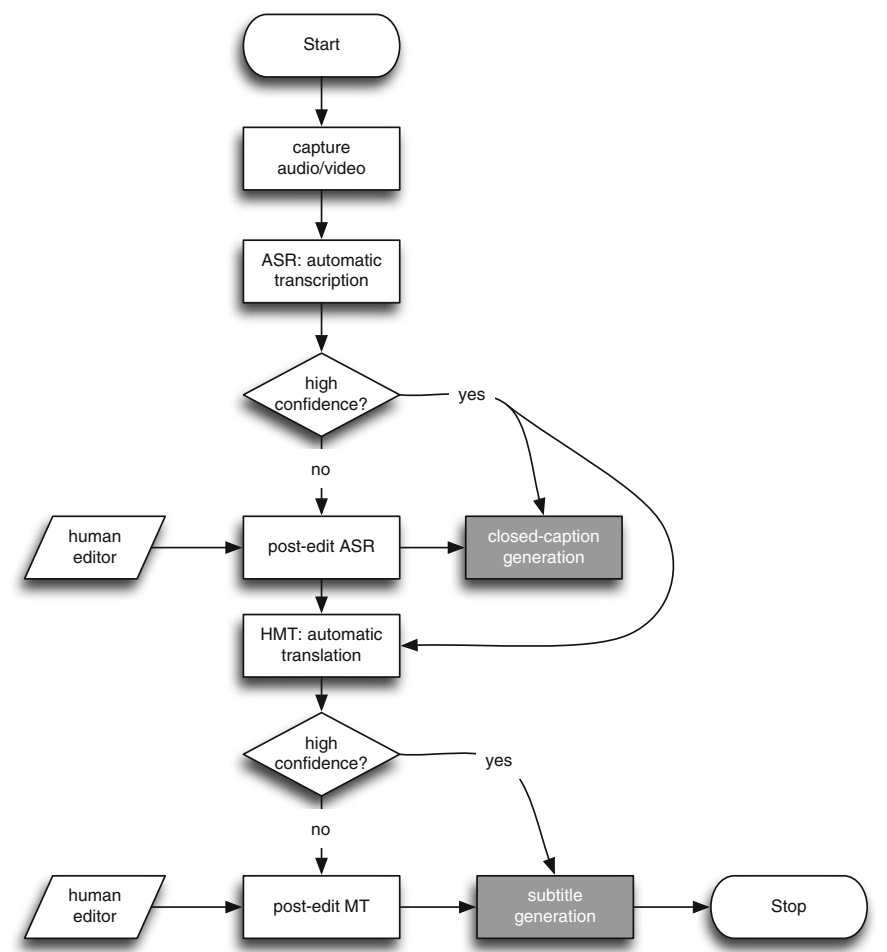 Start
capture
audio/video
ASR: automatic
transcription
high
confidence?
yes
no
human
editor
post-edit ASR
closed-caption
generation
HMT: automatic
translation
high
confidence?
yes
no
human
editor
post-edit MT
subtitle
generation
Stop